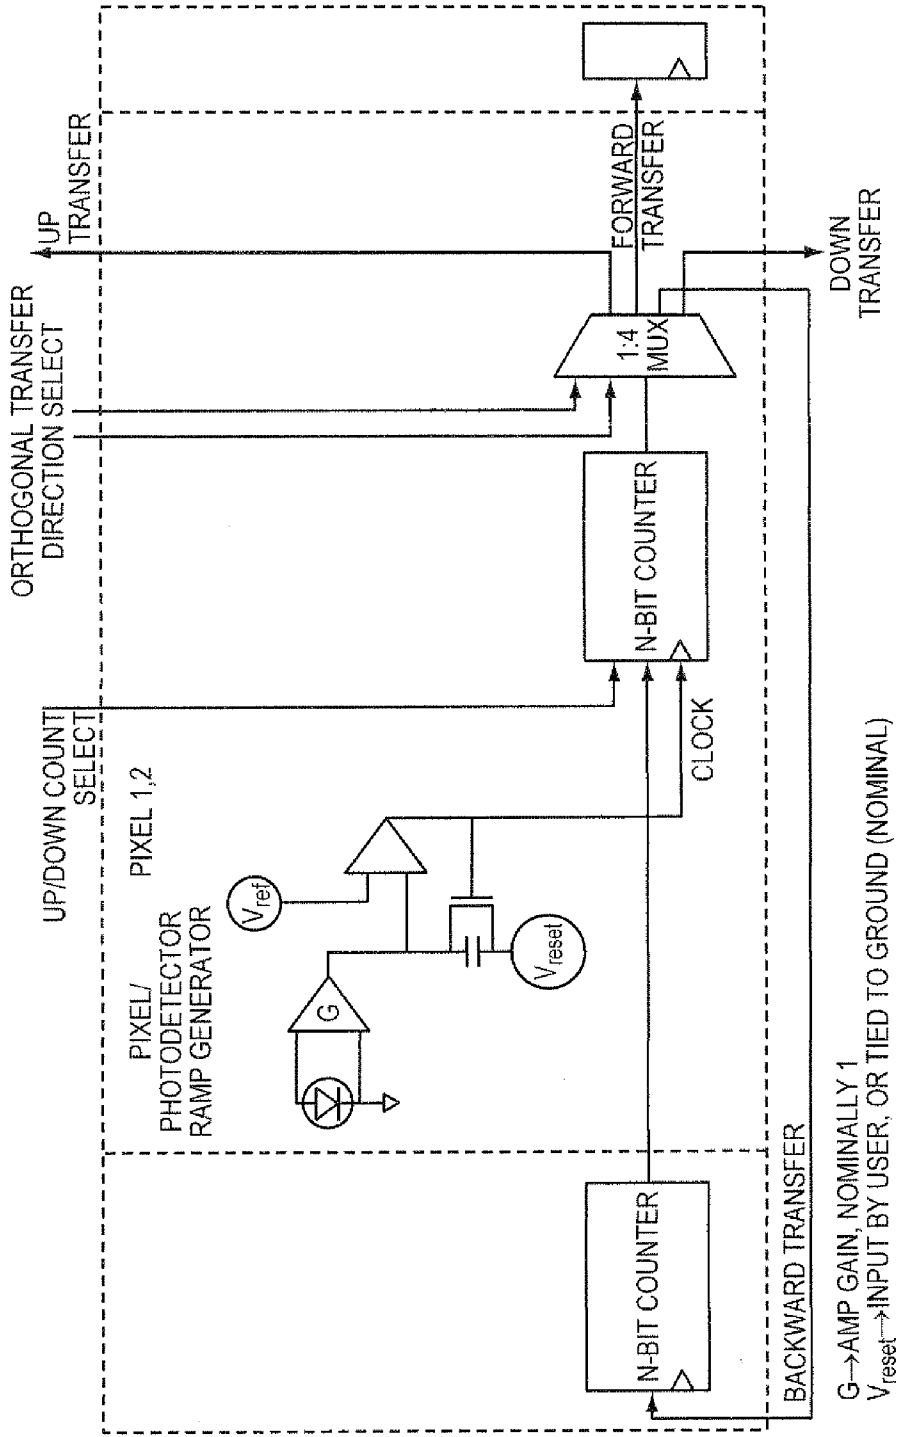 ORTHOGONAL TRANSFER
DIRECTION SELECT
UP
TRANSFER
UP/DOWN COUNT
SELECT
PIXEL/
PHOTODETECTOR
RAMP GENERATOR
PIXEL 1,2
G
Vref
Vreset
CLOCK
N-BIT COUNTER
N-BIT COUNTER
1:4
MUX
FORWARD
TRANSFER
DOWN
TRANSFER
BACKWARD TRANSFER
G→AMP GAIN, NOMINALLY 1
Vreset→INPUT BY USER, OR TIED TO GROUND (NOMINAL)